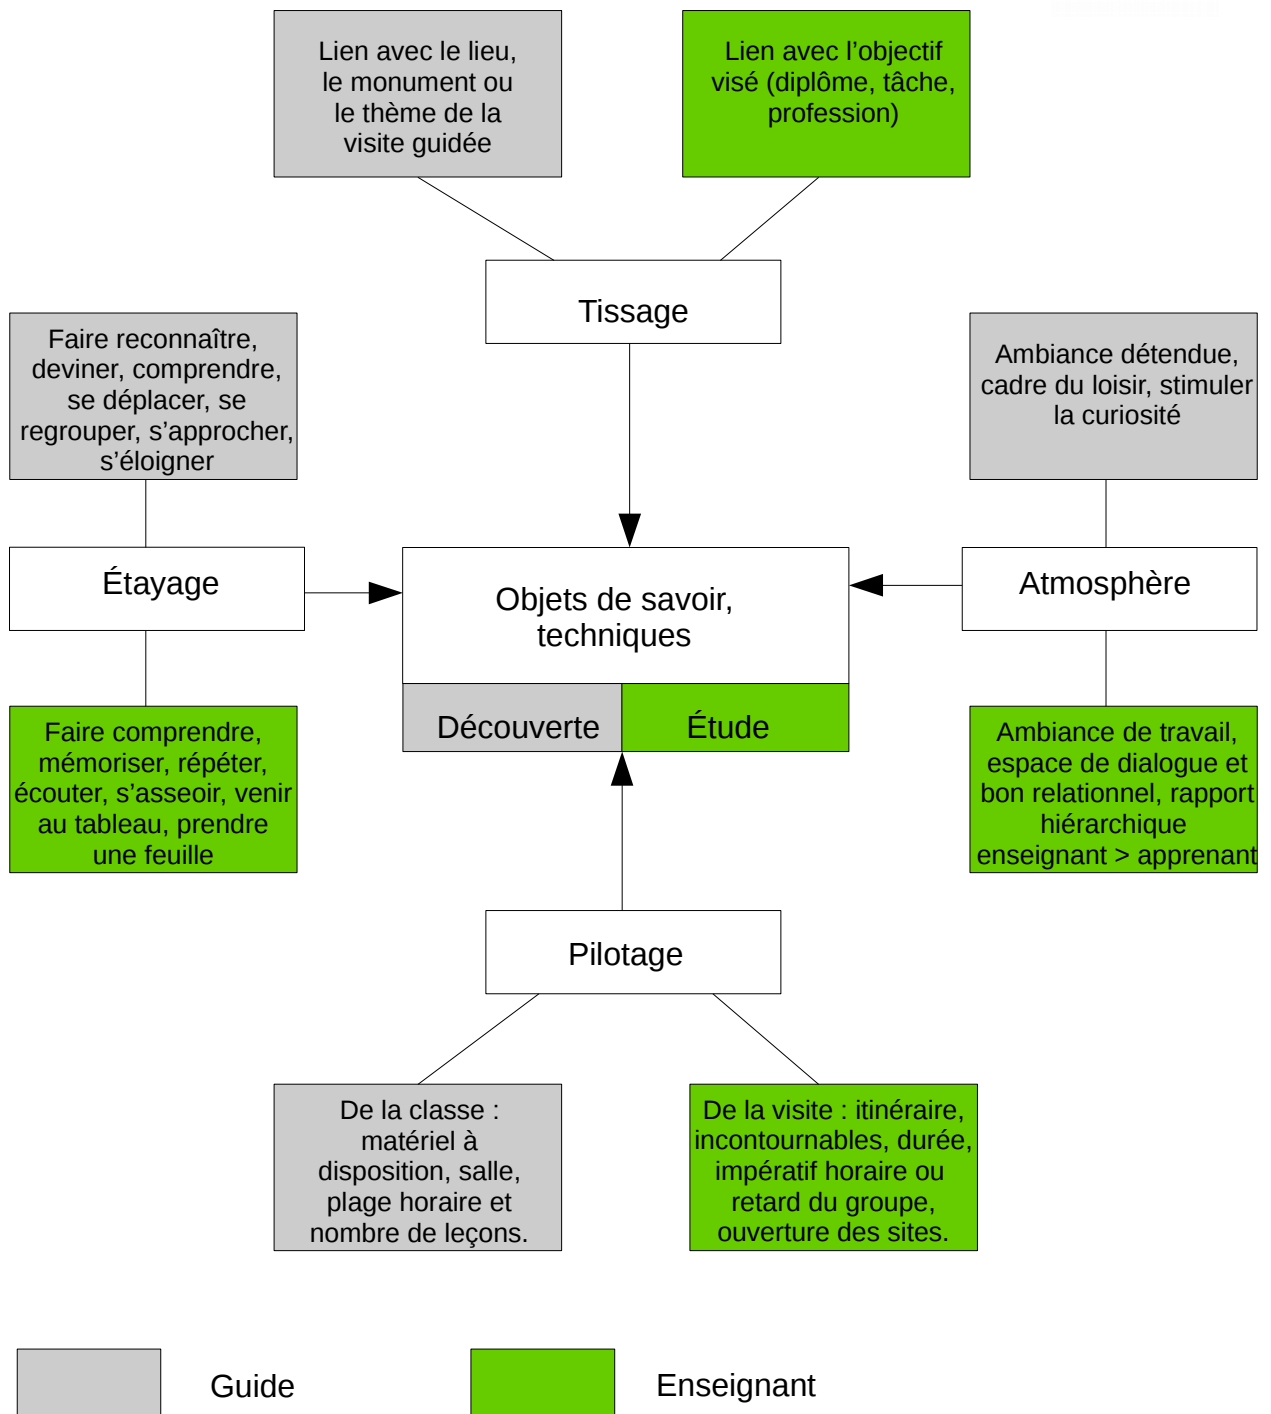 Lien avec le lieu,
le monument ou
le thème de la
visite guidée
Lien avec l’objectif
visé (diplôme, tâche,
profession)
Tissage
Faire reconnaître,
deviner, comprendre,
se déplacer, se
regrouper, s’approcher,
s’éloigner
Ambiance détendue,
cadre du loisir, stimuler
la curiosité
Étayage
Objets de savoir,
techniques
Atmosphère
Découverte
Étude
Faire comprendre,
mémoriser, répéter,
écouter, s’asseoir, venir
au tableau, prendre
une feuille
Ambiance de travail,
espace de dialogue et
bon relationnel, rapport
hiérarchique
enseignant > apprenant
Pilotage
De la classe :
matériel à
disposition, salle,
plage horaire et
nombre de leçons.
De la visite : itinéraire,
incontournables, durée,
impératif horaire ou
retard du groupe,
ouverture des sites.
Guide
Enseignant